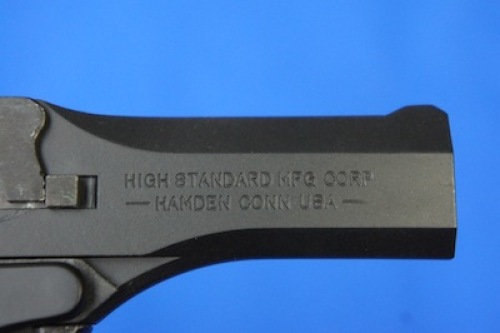 HIGH STANDARD MFG CORP
— HAMDEN CONN USA —